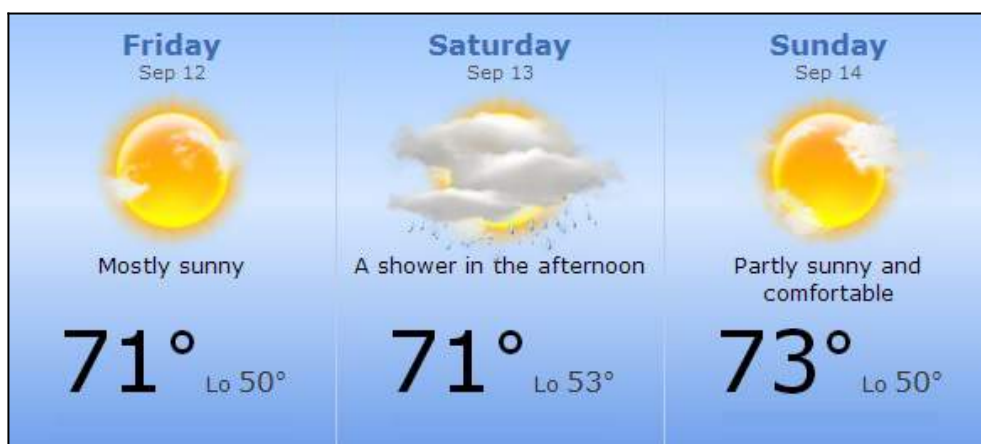 Friday
Sep 12
Mostly sunny
71° Lo 50°
Saturday
Sep 13
A shower in the afternoon
71° Lo 53°
Sunday
Sep 14
Partly sunny and
comfortable
73° Lo 50°